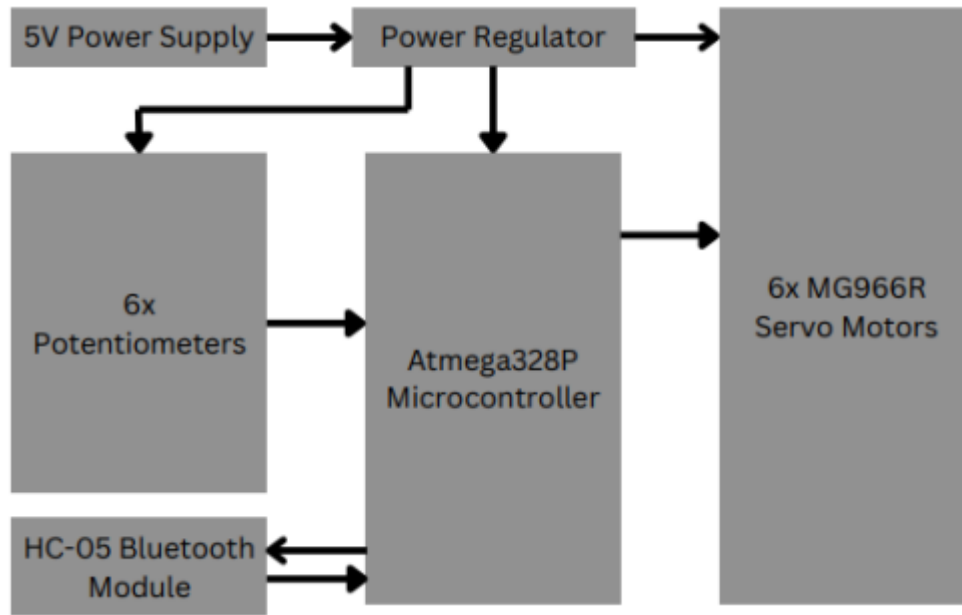 5V Power Supply
Power Regulator
6x
Potentiometers
Atmega328P
Microcontroller
6x MG966R
Servo Motors
HC-05 Bluetooth
Module